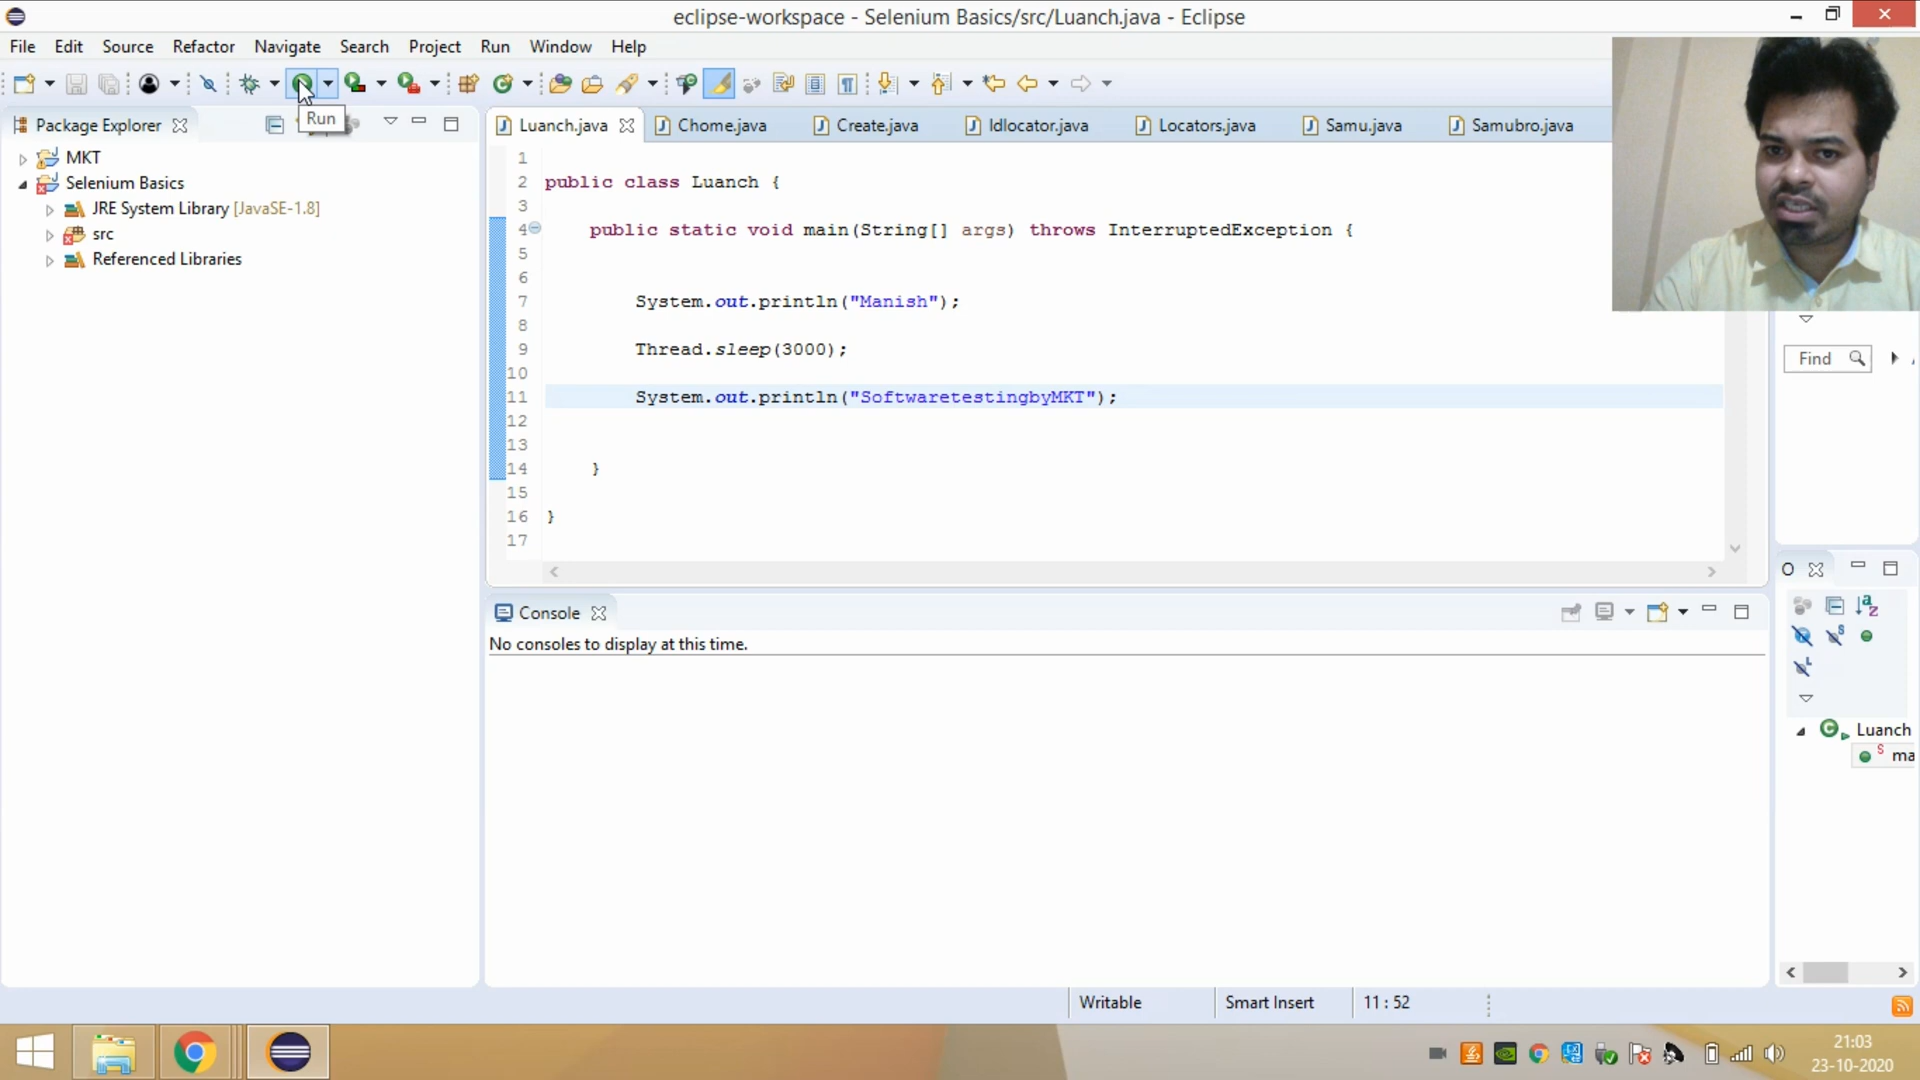 eclipse-workspace - Selenium Basics/src/Luanch.java - Eclipse
File Edit Source Refactor Navigate Search Project Run Window Help
Run
Package Explorer
Luanch.java Chome.java Create.java Idlocator.java Locators.java Samu.java Samubro.java
MKT
Selenium Basics
JRE System Library [JavaSE-1.8]
src
Referenced Libraries
1
2 public class Luanch {
3
4 public static void main(String[] args) throws InterruptedException {
5
6
7 System.out.println("Manish");
8
9 Thread.sleep(3000);
10
11 System.out.println("SoftwaretestingbyMKT");
12
13
14 }
15
16 }
17
Find
O
Luanch
ma
Console
No consoles to display at this time.
Writable Smart Insert 11 : 52
21:03
23-10-2020